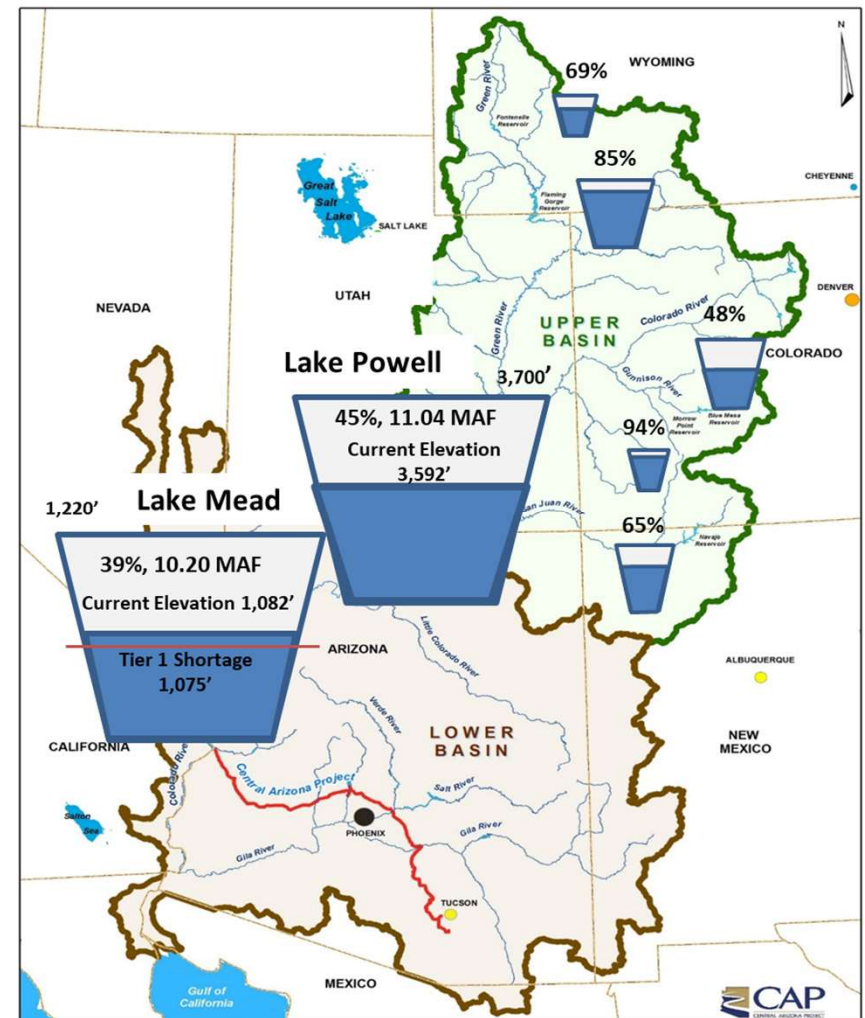 N
WYOMING
69%
Green River
Fontenelle
Reservoir
85%
CHEYENNE
Flaming
Gorge
Reservoir
Great
Salt
Lake
SALT LAKE
NEVADA
UTAH
Green River
UPPER
BASIN
Colorado River
DENVER
48%
COLORADO
Gunnison River
Blue Mesa
Reservoir
Morrow
Point
Reservoir
94%
Lake Powell
3,700’
45%, 11.04 MAF
Current Elevation
3,592’
San Juan River
65%
Navajo
Reservoir
Lake Mead
1,220’
39%, 10.20 MAF
Current Elevation 1,082’
Tier 1 Shortage
1,075’
ARIZONA
Little Colorado River
ALBUQUERQUE
NEW
MEXICO
Verde River
LOWER
BASIN
CALIFORNIA
Colorado River
Central Arizona Project
Salt River
Salton
Sea
PHOENIX
Gila River
Gila River
TUCSON
MEXICO
Gulf of
California
CAP
CENTRAL ARIZONA PROJECT